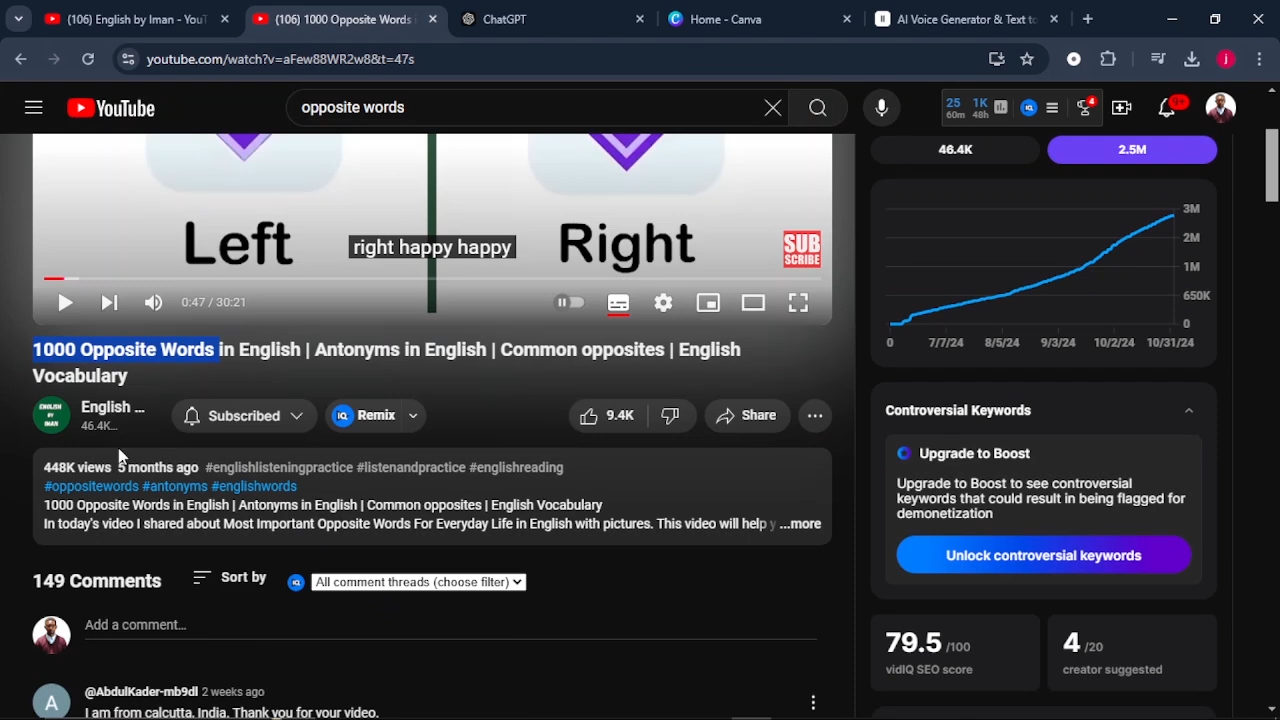 (106) English by Iman - YouT
(106) 1000 Opposite Words
ChatGPT
Home - Canva
AI Voice Generator & Text to
youtube.com/watch?v=aFew88WR2w8&t=47s
j
YouTube
opposite words
25 1K
60m 48h
4
9+
46.4K
2.5M
Left
Right
right happy happy
SUB
SCRIBE
0:47 / 30:21
3M
2M
1M
650K
0
0 7/7/24 8/5/24 9/3/24 10/2/24 10/31/24
1000 Opposite Words in English | Antonyms in English | Common opposites | English
Vocabulary
ENGLISH
BY
IMAN
English ...
46.4K...
Subscribed
Remix
9.4K
Share
448K views 5 months ago #englishlisteningpractice #listenandpractice #englishreading
#oppositewords #antonyms #englishwords
1000 Opposite Words in English | Antonyms in English | Common opposites | English Vocabulary
In today's video I shared about Most Important Opposite Words For Everyday Life in English with pictures. This video will help y ...more
Controversial Keywords
Upgrade to Boost
Upgrade to Boost to see controversial
keywords that could result in being flagged for
demonetization
Unlock controversial keywords
149 Comments
Sort by
All comment threads (choose filter)
Add a comment...
79.5 /100
vidIQ SEO score
4 /20
creator suggested
A
@AbdulKader-mb9dl 2 weeks ago
I am from calcutta, India. Thank you for your video.